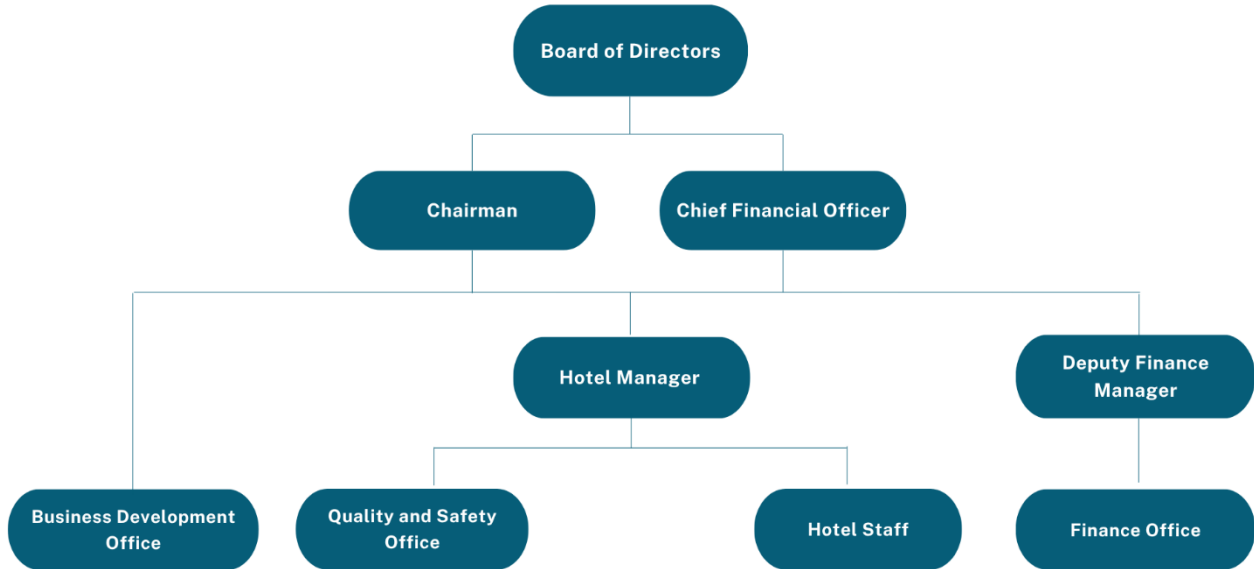 Board of Directors
Chairman
Chief Financial Officer
Hotel Manager
Deputy Finance
Manager
Business Development
Office
Quality and Safety
Office
Hotel Staff
Finance Office